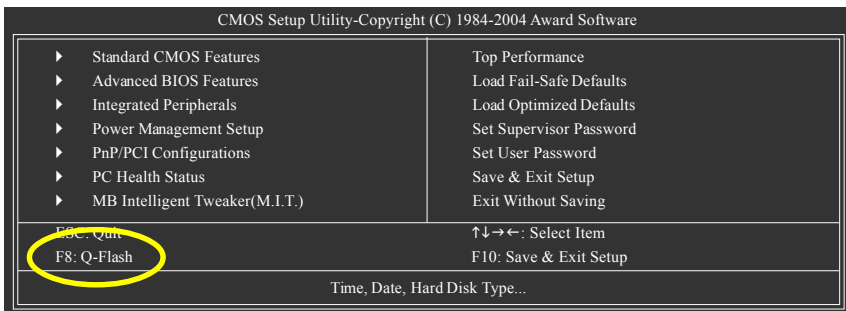 CMOS Setup Utility-Copyright (C) 1984-2004 Award Software
Standard CMOS Features
Advanced BIOS Features
Integrated Peripherals
Power Management Setup
PnP/PCI Configurations
PC Health Status
MB Intelligent Tweaker(M.I.T.)
Top Performance
Load Fail-Safe Defaults
Load Optimized Defaults
Set Supervisor Password
Set User Password
Save & Exit Setup
Exit Without Saving
ESC: Quit
F8: Q-Flash
↑↓→←: Select Item
F10: Save & Exit Setup
Time, Date, Hard Disk Type...